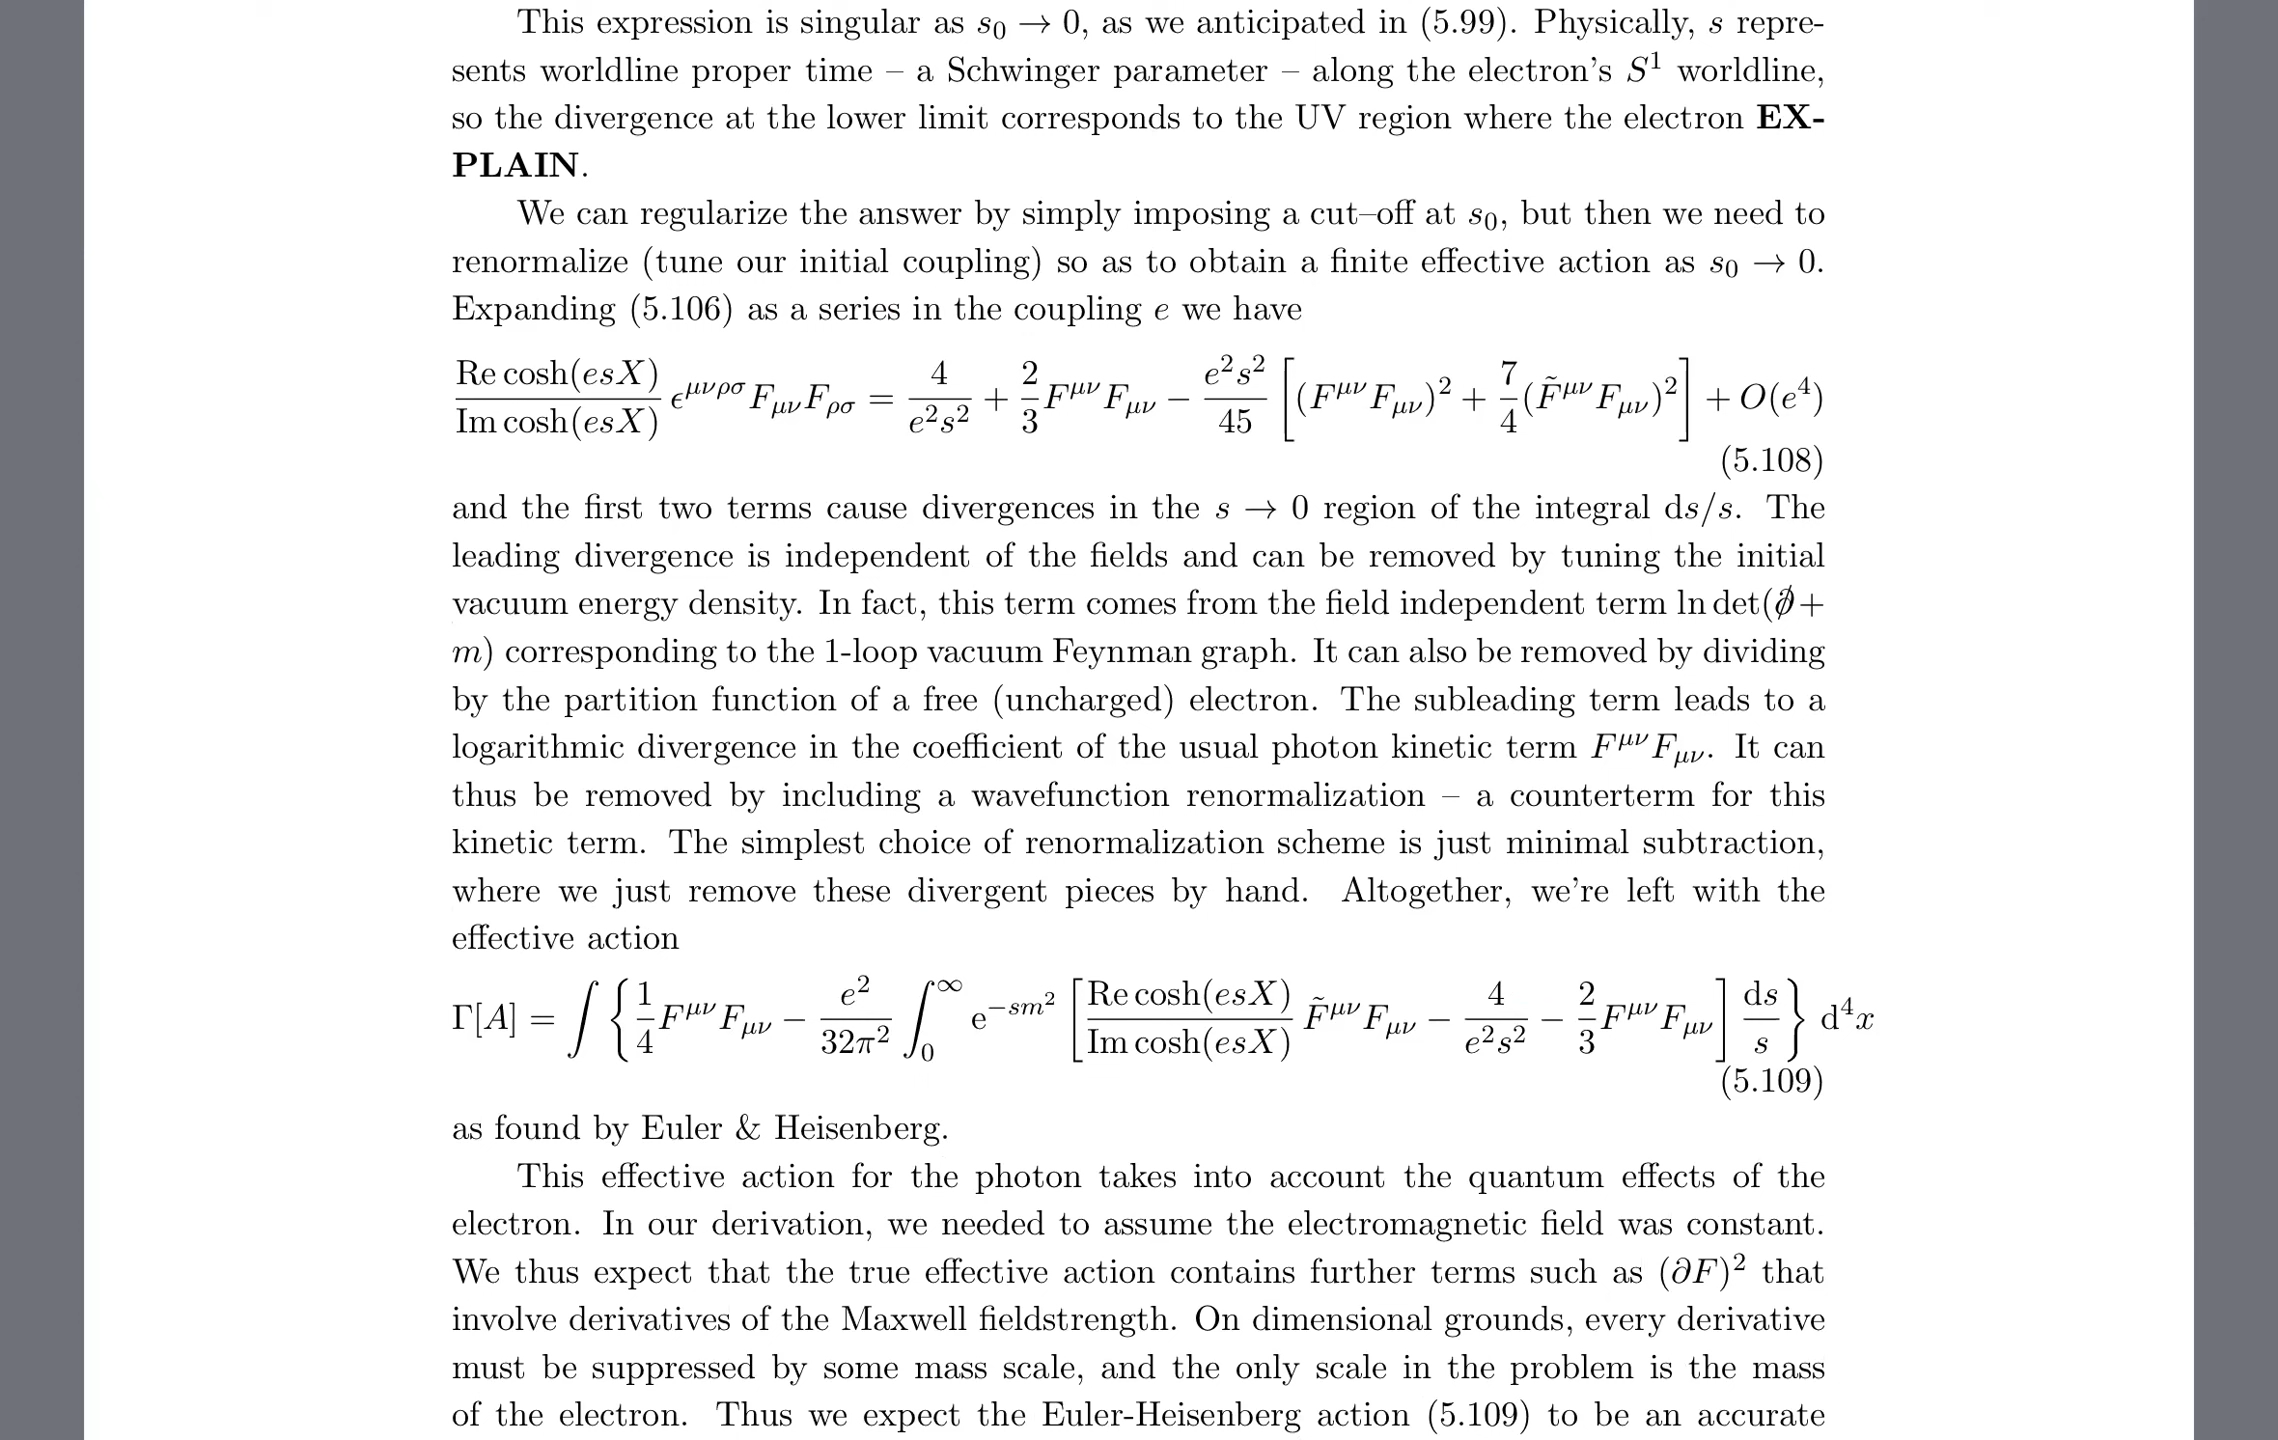 This expression is singular as s₀ → 0, as we anticipated in (5.99). Physically, s repre-
sents worldline proper time – a Schwinger parameter – along the electron's S¹ worldline,
so the divergence at the lower limit corresponds to the UV region where the electron EX-
PLAIN.
We can regularize the answer by simply imposing a cut–off at s₀, but then we need to
renormalize (tune our initial coupling) so as to obtain a finite effective action as s₀ → 0.
Expanding (5.106) as a series in the coupling e we have
\frac{Re cosh(esX)}{Im cosh(esX)} ε^{μνρσ} F_{μν} F_{ρσ} = \frac{4}{e²s²} + \frac{2}{3} F^{μν} F_{μν} − \frac{e²s²}{45} [ (F^{μν} F_{μν})² + \frac{7}{4} (F̃^{μν} F_{μν})² ] + O(e⁴)
(5.108)
and the first two terms cause divergences in the s → 0 region of the integral ds/s. The
leading divergence is independent of the fields and can be removed by tuning the initial
vacuum energy density. In fact, this term comes from the field independent term ln det(∂̸ +
m) corresponding to the 1-loop vacuum Feynman graph. It can also be removed by dividing
by the partition function of a free (uncharged) electron. The subleading term leads to a
logarithmic divergence in the coefficient of the usual photon kinetic term F^{μν} F_{μν}. It can
thus be removed by including a wavefunction renormalization – a counterterm for this
kinetic term. The simplest choice of renormalization scheme is just minimal subtraction,
where we just remove these divergent pieces by hand. Altogether, we're left with the
effective action
Γ[A] = ∫ { \frac{1}{4} F^{μν} F_{μν} − \frac{e²}{32π²} ∫_0^∞ e^{−sm²} [ \frac{Re cosh(esX)}{Im cosh(esX)} F̃^{μν} F_{μν} − \frac{4}{e²s²} − \frac{2}{3} F^{μν} F_{μν} ] \frac{ds}{s} } d⁴x
(5.109)
as found by Euler & Heisenberg.
This effective action for the photon takes into account the quantum effects of the
electron. In our derivation, we needed to assume the electromagnetic field was constant.
We thus expect that the true effective action contains further terms such as (∂F)² that
involve derivatives of the Maxwell fieldstrength. On dimensional grounds, every derivative
must be suppressed by some mass scale, and the only scale in the problem is the mass
of the electron. Thus we expect the Euler-Heisenberg action (5.109) to be an accurate